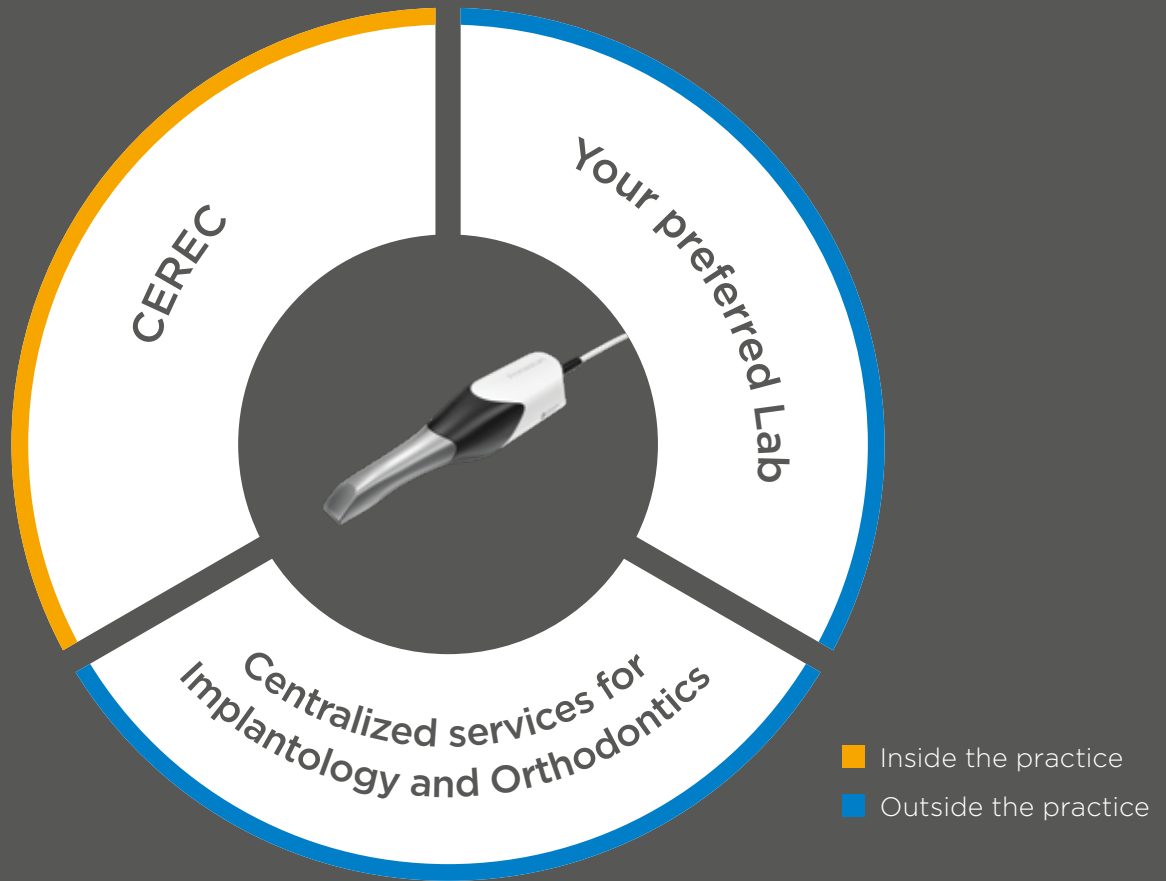 CEREC
Your preferred Lab
Centralized services for
Implantology and Orthodontics
Inside the practice
Outside the practice